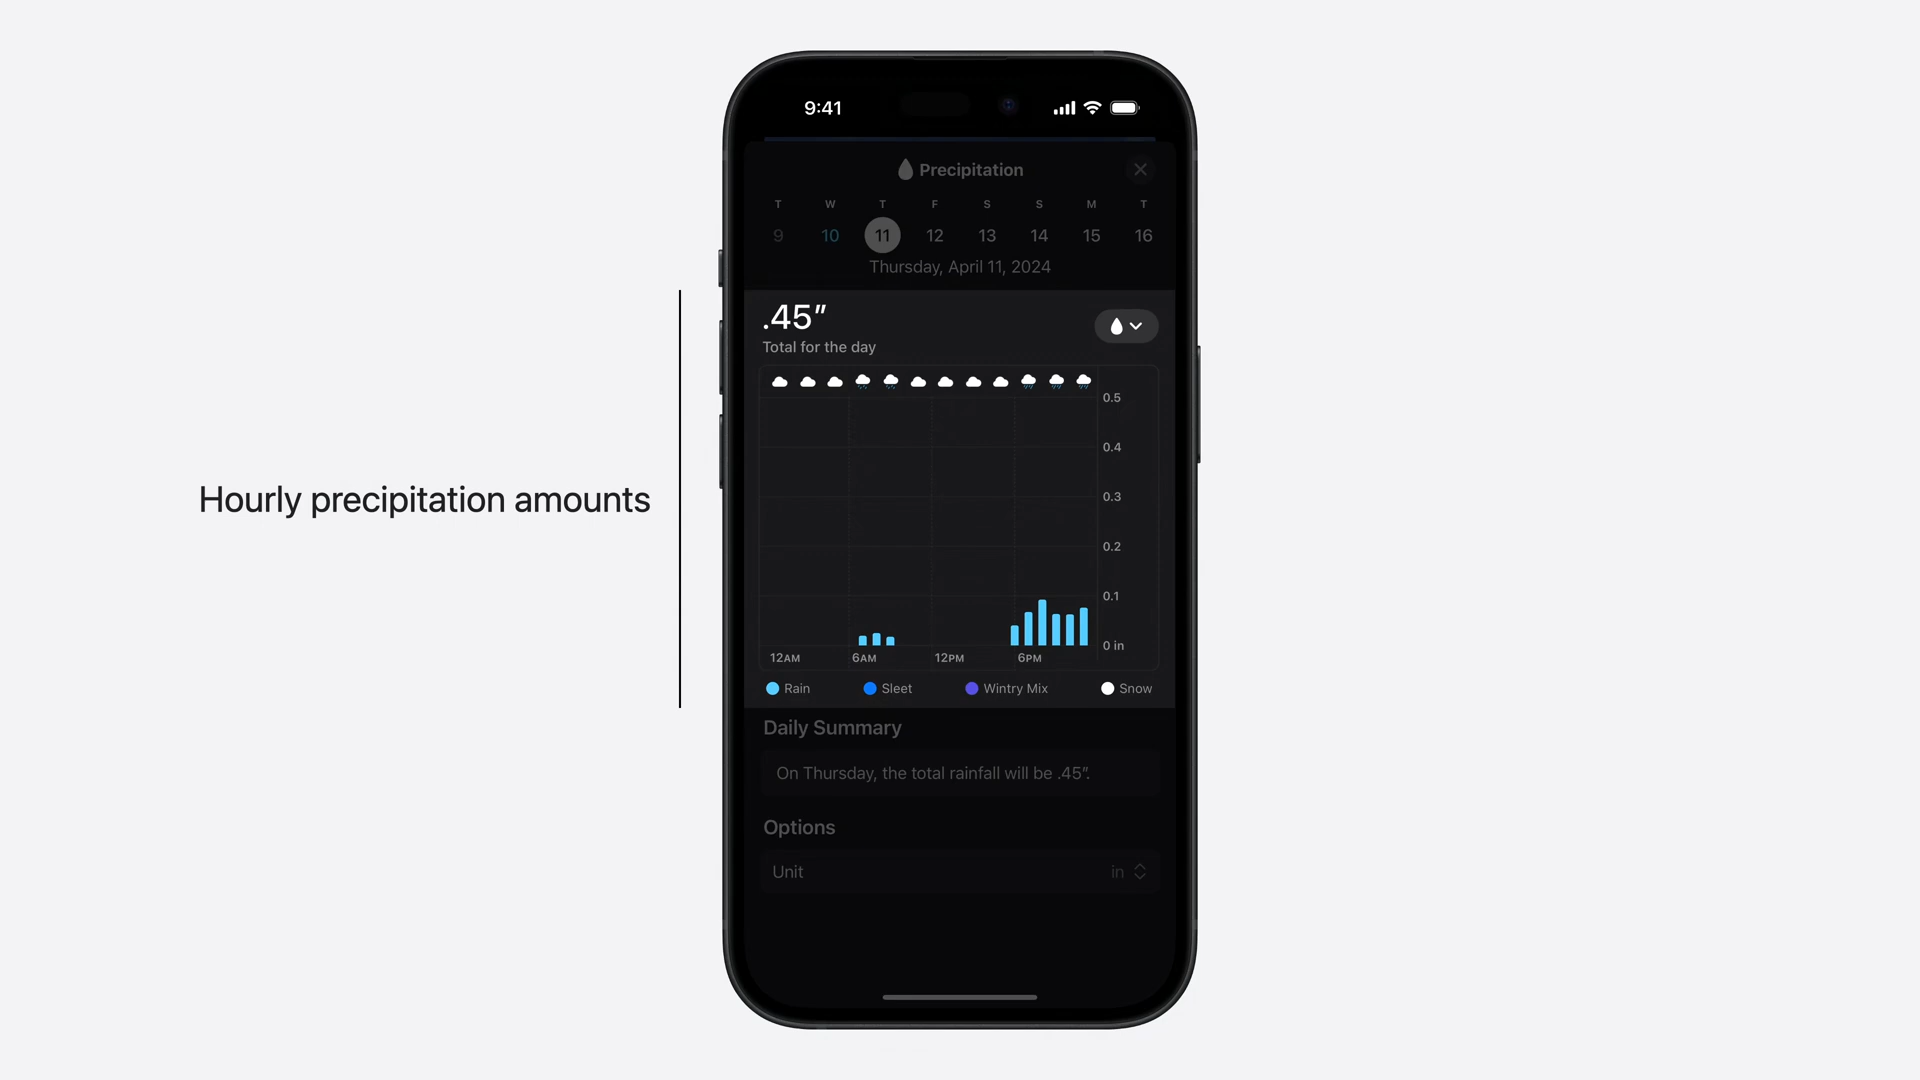 9:41
Precipitation
T W T F S S M T
9 10 11 12 13 14 15 16
Thursday, April 11, 2024
.45”
Total for the day
0.5
0.4
0.3
0.2
0.1
0 in
12AM 6AM 12PM 6PM
Rain Sleet Wintry Mix Snow
Hourly precipitation amounts
Daily Summary
On Thursday, the total rainfall will be .45”.
Options
Unit in